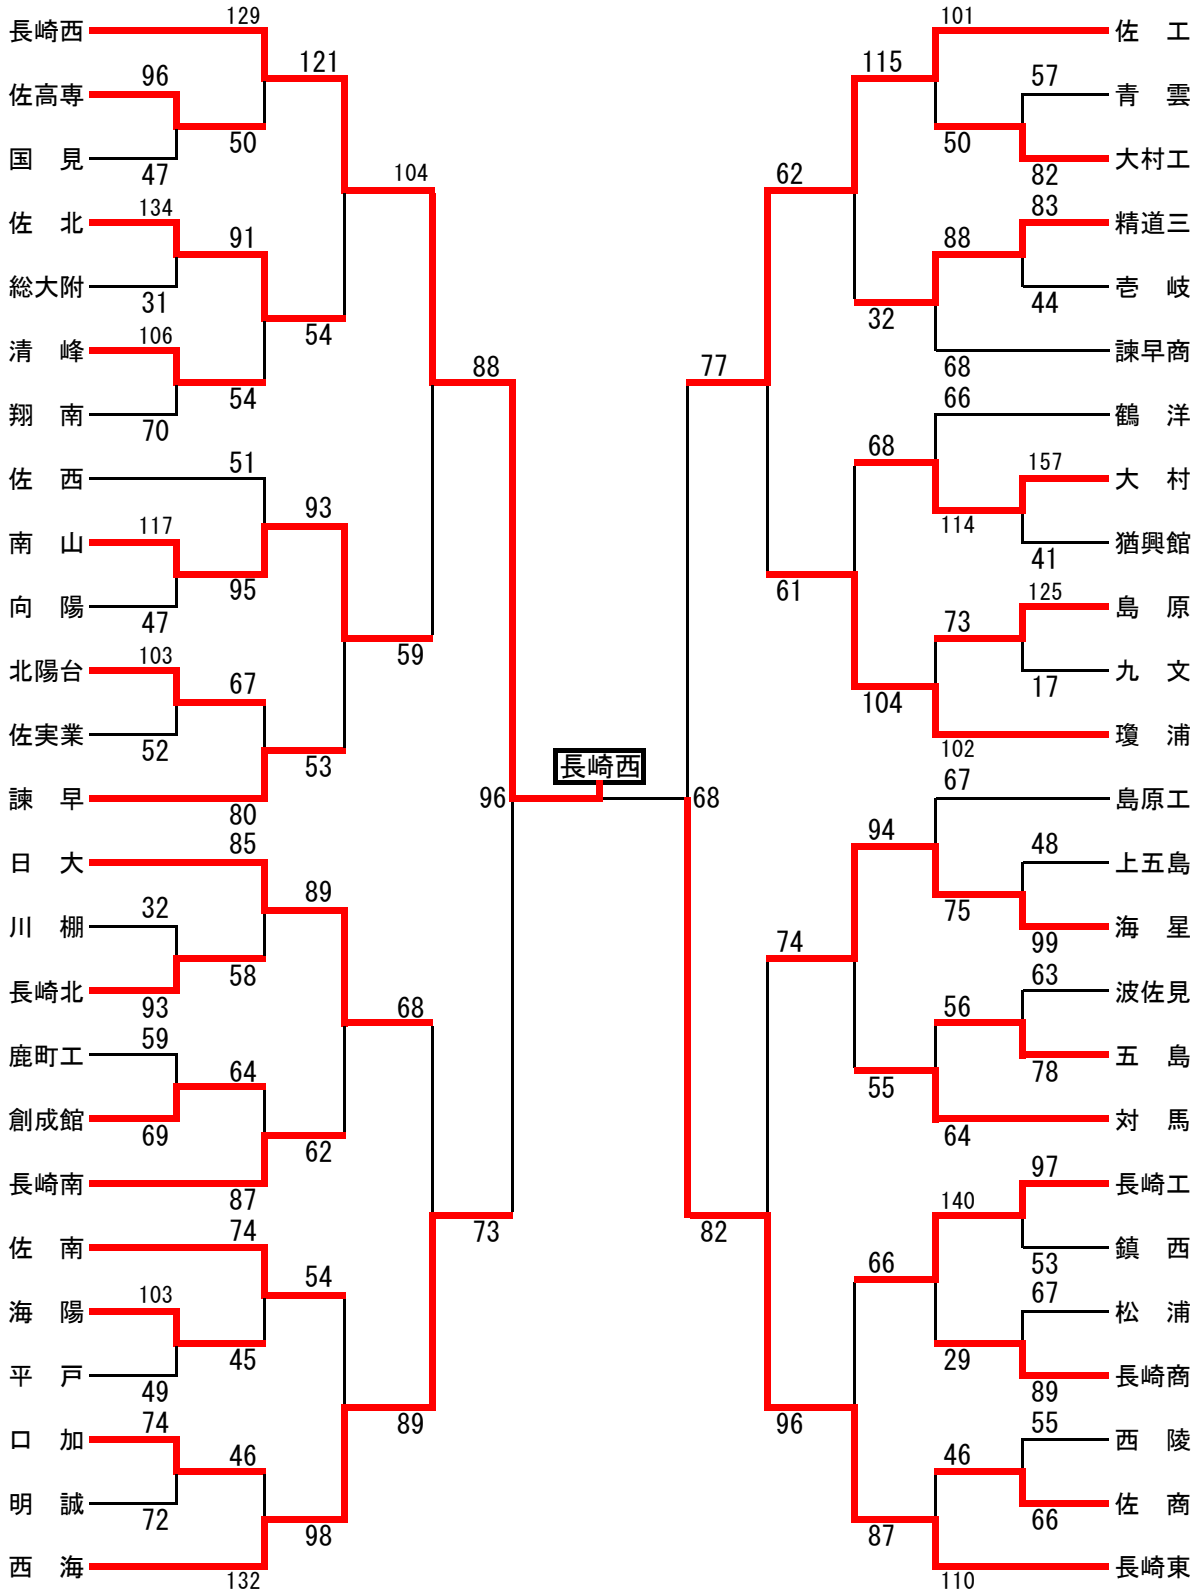 129
101
長崎西
佐　工
121
115
96
57
佐高専
青　雲
50
50
国　見
大村工
47
82
104
62
134
83
佐　北
精道三
91
88
総大附
壱　岐
31
44
54
32
106
清　峰
諫早商
88
77
68
54
66
翔　南
鶴　洋
70
51
68
157
佐　西
大　村
93
117
114
南　山
猶興館
41
95
61
125
向　陽
島　原
47
73
103
59
北陽台
九　文
67
17
104
佐実業
瓊　浦
52
102
53
長崎西
67
諫　早
96
68
島原工
80
94
85
48
日　大
上五島
89
32
75
川　棚
海　星
99
74
58
63
長崎北
波佐見
93
68
56
59
鹿町工
五　島
64
78
55
創成館
対　馬
69
64
62
97
長崎南
長崎工
87
140
74
73
82
佐　南
鎮　西
53
54
66
103
67
海　陽
松　浦
45
29
平　戸
長崎商
49
89
74
89
96
55
口　加
西　陵
46
46
明　誠
佐　商
72
66
98
87
西　海
長崎東
132
110